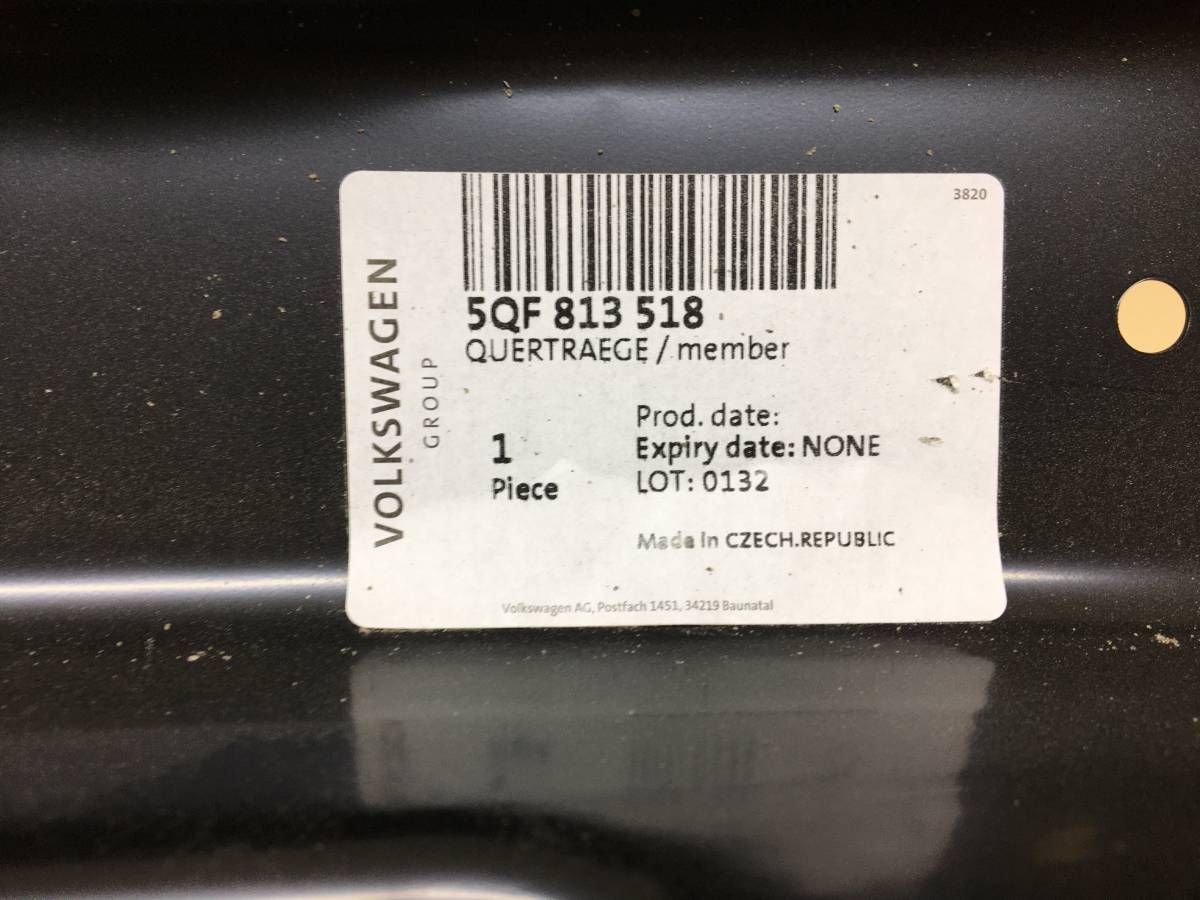 3820
VOLKSWAGEN
GROUP
5QF 813 518
QUERTRAEGE / member
1
Piece
Prod. date:
Expiry date: NONE
LOT: 0132
Made in CZECH.REPUBLIC
Volkswagen AG, Postfach 1451, 34219 Baunatal